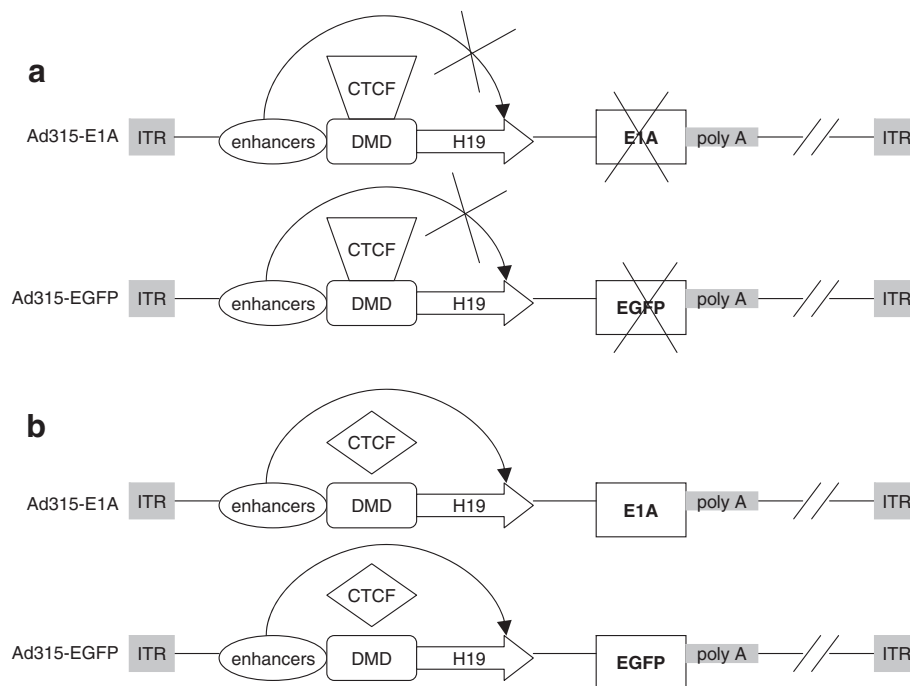 a
CTCF
Ad315-E1A ITR enhancers DMD H19 E1A poly A ITR
CTCF
Ad315-EGFP ITR enhancers DMD H19 EGFP poly A ITR
b
CTCF
Ad315-E1A ITR enhancers DMD H19 E1A poly A ITR
CTCF
Ad315-EGFP ITR enhancers DMD H19 EGFP poly A ITR